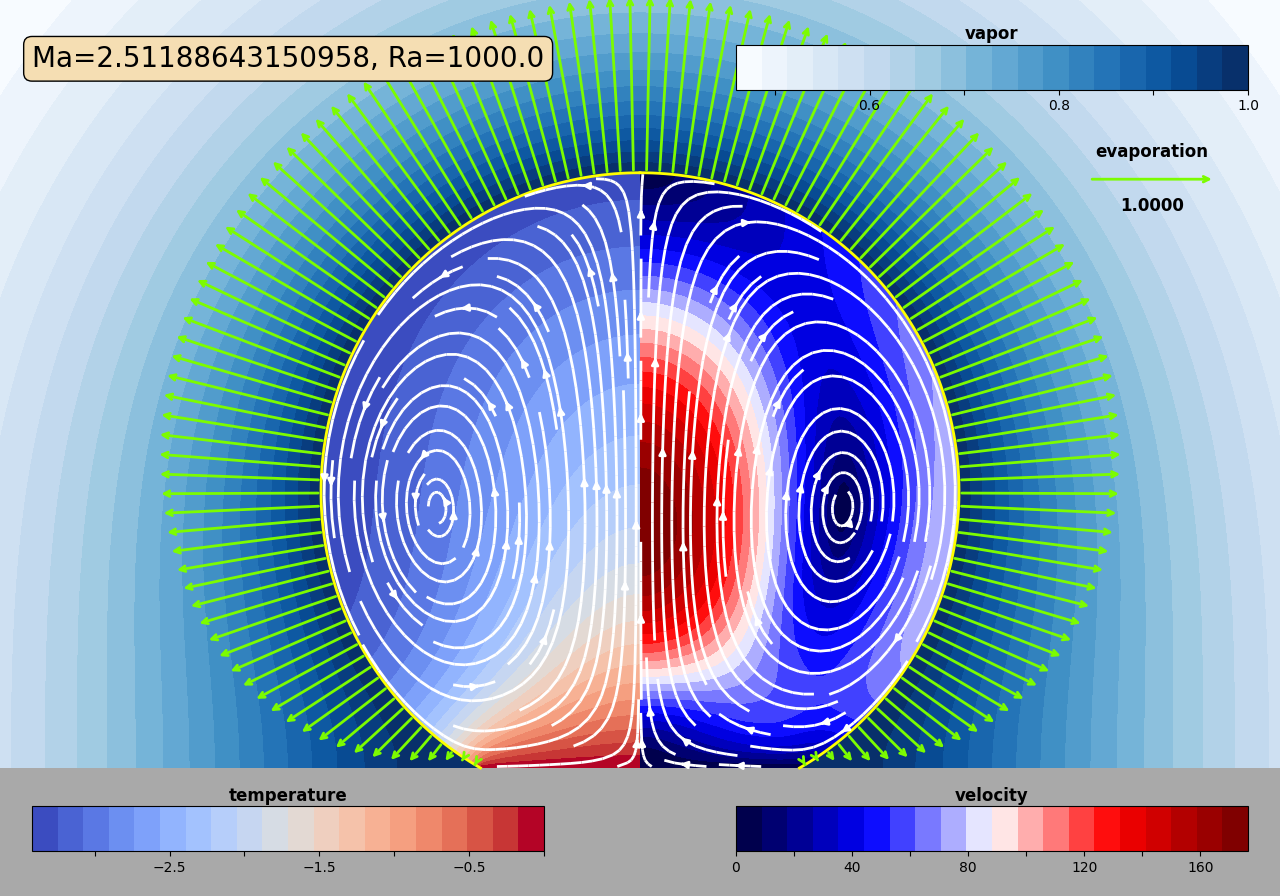 Ma=2.51188643150958, Ra=1000.0
vapor
0.6 0.8 1.0
evaporation
1.0000
temperature
−2.5 −1.5 −0.5
velocity
0 40 80 120 160